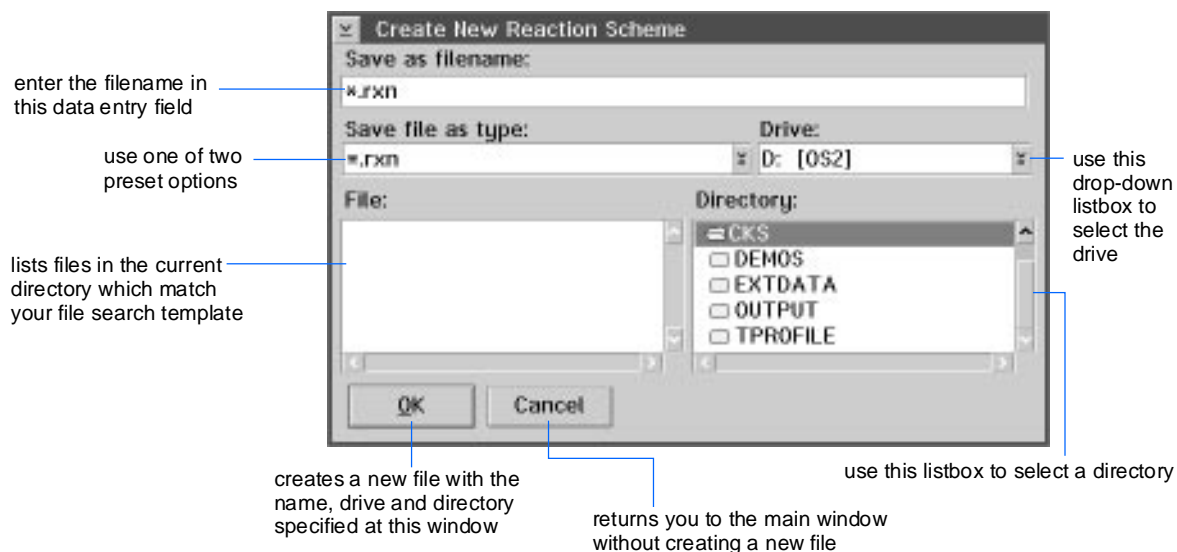 Create New Reaction Scheme
Save as filename:
enter the filename in
this data entry field
*.rxn
Save file as type:
Drive:
use one of two
preset options
*.rxn
D: [OS2]
use this
drop-down
listbox to
select the
drive
File:
Directory:
lists files in the current
directory which match
your file search template
CKS
DEMOS
EXTDATA
OUTPUT
TPROFILE
OK
Cancel
creates a new file with the
name, drive and directory
specified at this window
returns you to the main window
without creating a new file
use this listbox to select a directory